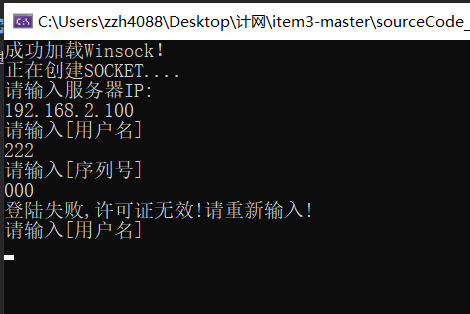 C:\Users\zzh4088\Desktop\计网\item3-master\sourceCode_
成功加载Winsock!
正在创建SOCKET....
请输入服务器IP:
192.168.2.100
请输入[用户名]
222
请输入[序列号]
000
登陆失败,许可证无效!请重新输入!
请输入[用户名]